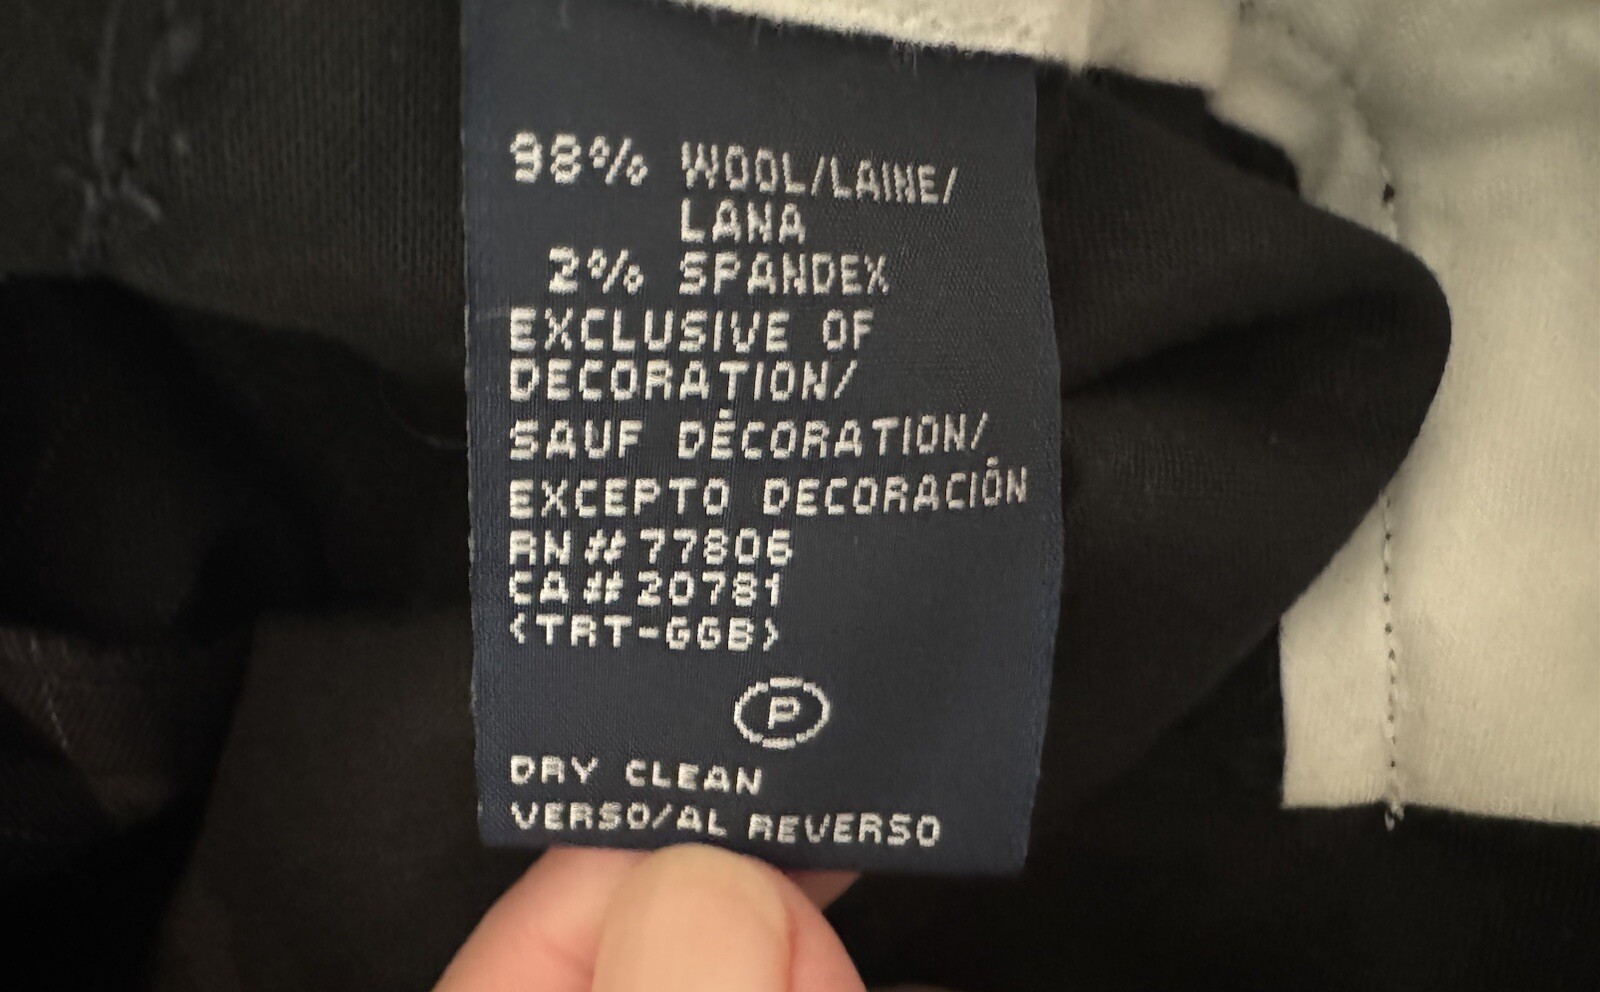 98% WOOL/LAINE/
LANA
2% SPANDEX
EXCLUSIVE OF
DECORATION/
SAUF DÉCORATION/
EXCEPTO DECORACIÓN
RN # 77806
CA # 20781
<TRT-GGB>
P
DRY CLEAN
VERSO/AL REVERSO